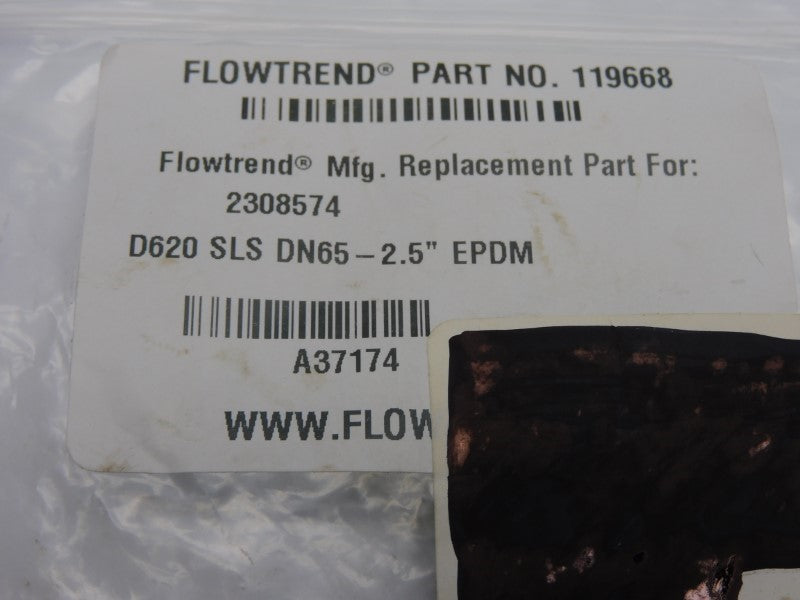 FLOWTREND® PART NO. 119668
Flowtrend® Mfg. Replacement Part For:
2308574
D620 SLS DN65-2.5" EPDM
A37174
WWW.FLOW